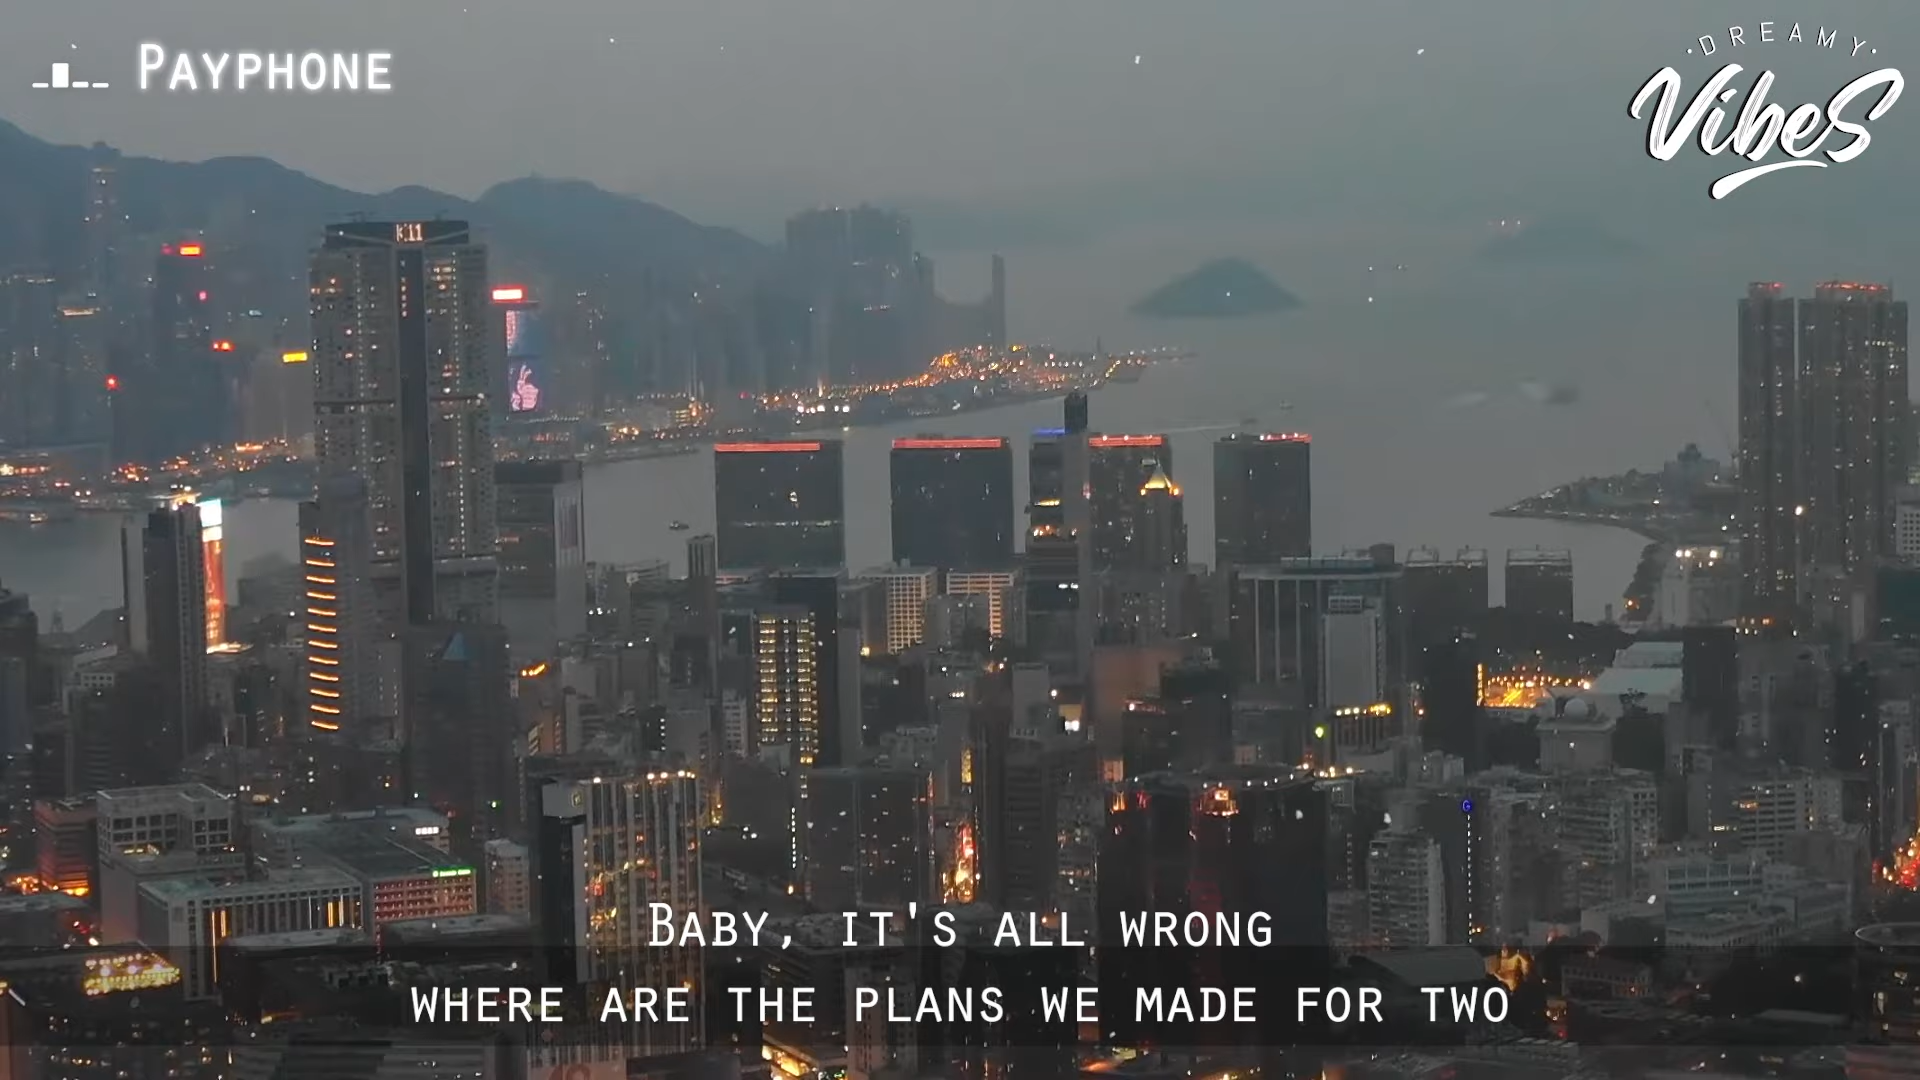 PAYPHONE
·DREAMY·
Vibes
K11
BABY, IT'S ALL WRONG
WHERE ARE THE PLANS WE MADE FOR TWO